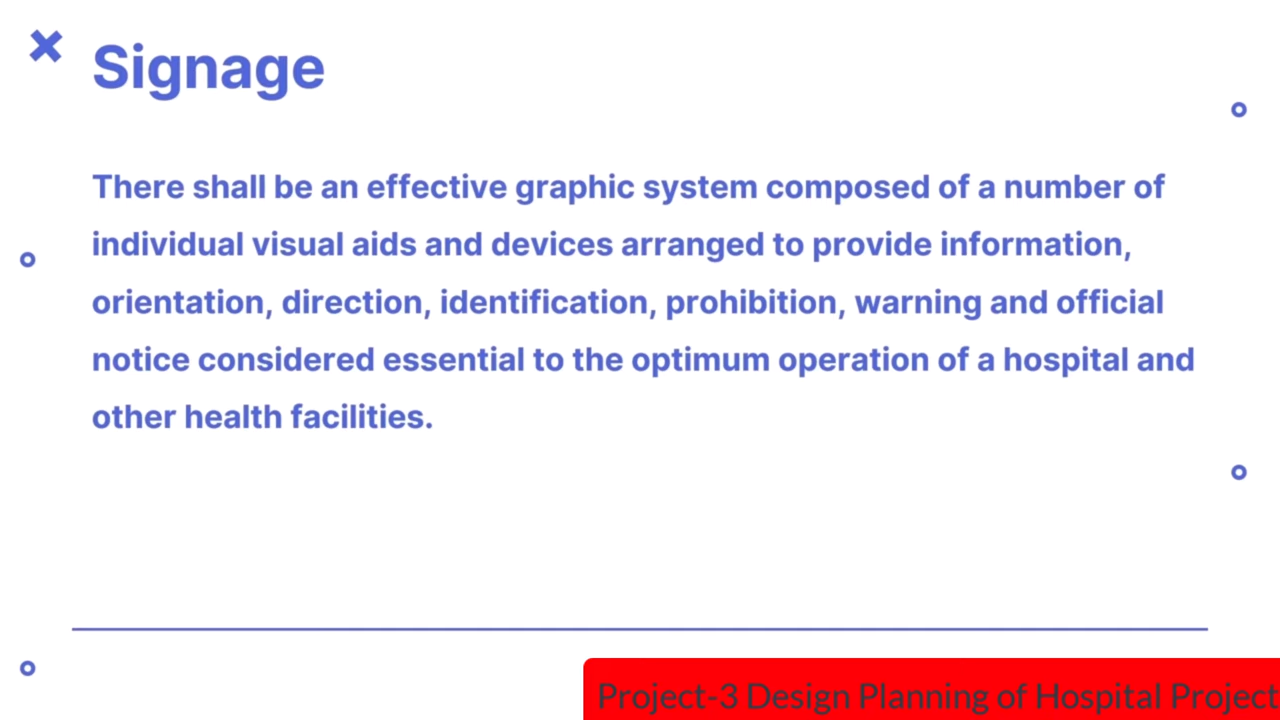 Signage
There shall be an effective graphic system composed of a number of
individual visual aids and devices arranged to provide information,
orientation, direction, identification, prohibition, warning and official
notice considered essential to the optimum operation of a hospital and
other health facilities.
Project-3 Design Planning of Hospital Project